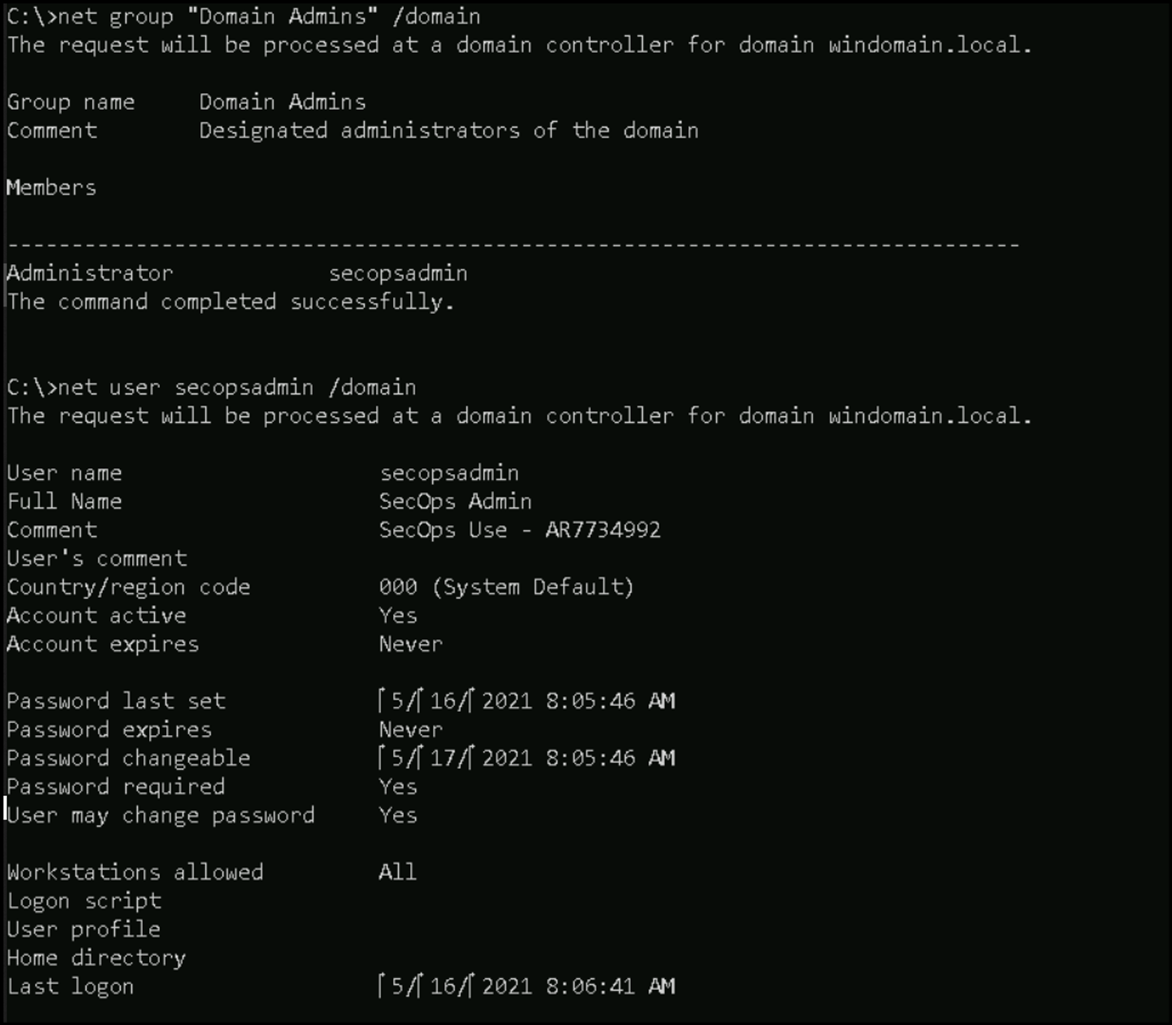 C:\>net group "Domain Admins" /domain
The request will be processed at a domain controller for domain windomain.local.
Group name     Domain Admins
Comment        Designated administrators of the domain
Members
-------------------------------------------------------------------------------
Administrator            secopsadmin
The command completed successfully.
C:\>net user secopsadmin /domain
The request will be processed at a domain controller for domain windomain.local.
User name                    secopsadmin
Full Name                    SecOps Admin
Comment                      SecOps Use - AR7734992
User's comment
Country/region code          000 (System Default)
Account active               Yes
Account expires              Never
Password last set            5/16/2021 8:05:46 AM
Password expires             Never
Password changeable          5/17/2021 8:05:46 AM
Password required            Yes
User may change password     Yes
Workstations allowed         All
Logon script
User profile
Home directory
Last logon                   5/16/2021 8:06:41 AM